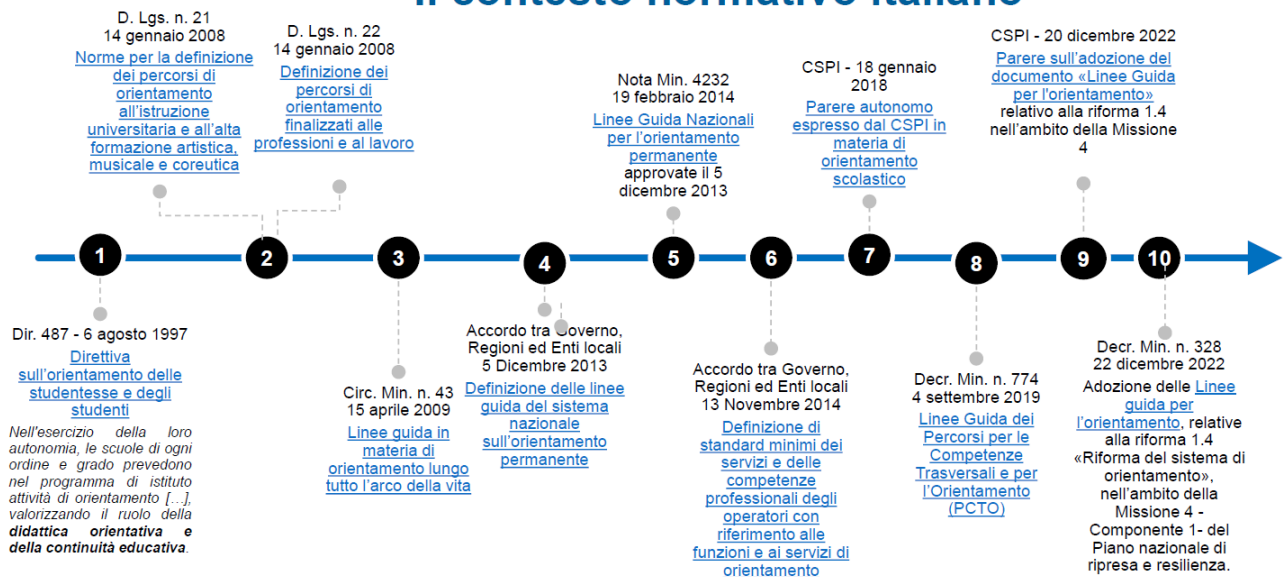 Il contesto normativo italiano
D. Lgs. n. 21
14 gennaio 2008
Norme per la definizione
dei percorsi di
orientamento
all'istruzione
universitaria e all'alta
formazione artistica,
musicale e coreutica
D. Lgs. n. 22
14 gennaio 2008
Definizione dei
percorsi di
orientamento
finalizzati alle
professioni e al lavoro
Nota Min. 4232
19 febbraio 2014
Linee Guida Nazionali
per l'orientamento
permanente
approvate il 5
dicembre 2013
CSPI - 18 gennaio
2018
Parere autonomo
espresso dal CSPI in
materia di
orientamento
scolastico
CSPI - 20 dicembre 2022
Parere sull'adozione del
documento «Linee Guida
per l'orientamento»
relativo alla riforma 1.4
nell'ambito della Missione
4
1
2
3
4
5
6
7
8
9
10
Dir. 487 - 6 agosto 1997
Direttiva
sull'orientamento delle
studentesse e degli
studenti
Nell'esercizio della loro
autonomia, le scuole di ogni
ordine e grado prevedono
nel programma di istituto
attività di orientamento […],
valorizzando il ruolo della
didattica orientativa e
della continuità educativa.
Circ. Min. n. 43
15 aprile 2009
Linee guida in
materia di
orientamento lungo
tutto l'arco della vita
Accordo tra Governo,
Regioni ed Enti locali
5 Dicembre 2013
Definizione delle linee
guida del sistema
nazionale
sull'orientamento
permanente
Accordo tra Governo,
Regioni ed Enti locali
13 Novembre 2014
Definizione di
standard minimi dei
servizi e delle
competenze
professionali degli
operatori con
riferimento alle
funzioni e ai servizi di
orientamento
Decr. Min. n. 774
4 settembre 2019
Linee Guida dei
Percorsi per le
Competenze
Trasversali e per
l'Orientamento
(PCTO)
Decr. Min. n. 328
22 dicembre 2022
Adozione delle Linee
guida per
l'orientamento, relative
alla riforma 1.4
«Riforma del sistema di
orientamento»,
nell'ambito della
Missione 4 -
Componente 1- del
Piano nazionale di
ripresa e resilienza.